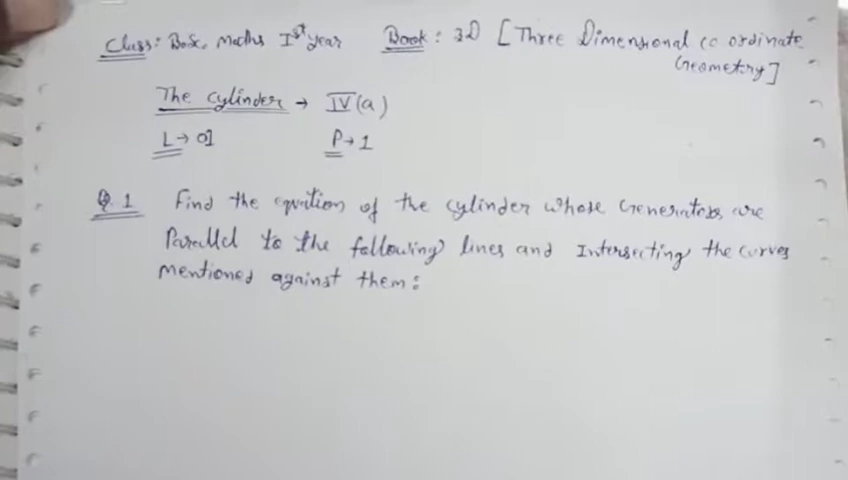 Class: BSc. maths Ist year Book: 3D [Three Dimensional co ordinate
Geometry]
The cylinder → IV(a)
L → 01 P → 1
Q.1 Find the equation of the cylinder whose Generators are
Parallel to the following lines and Intersecting the curves
mentioned against them: